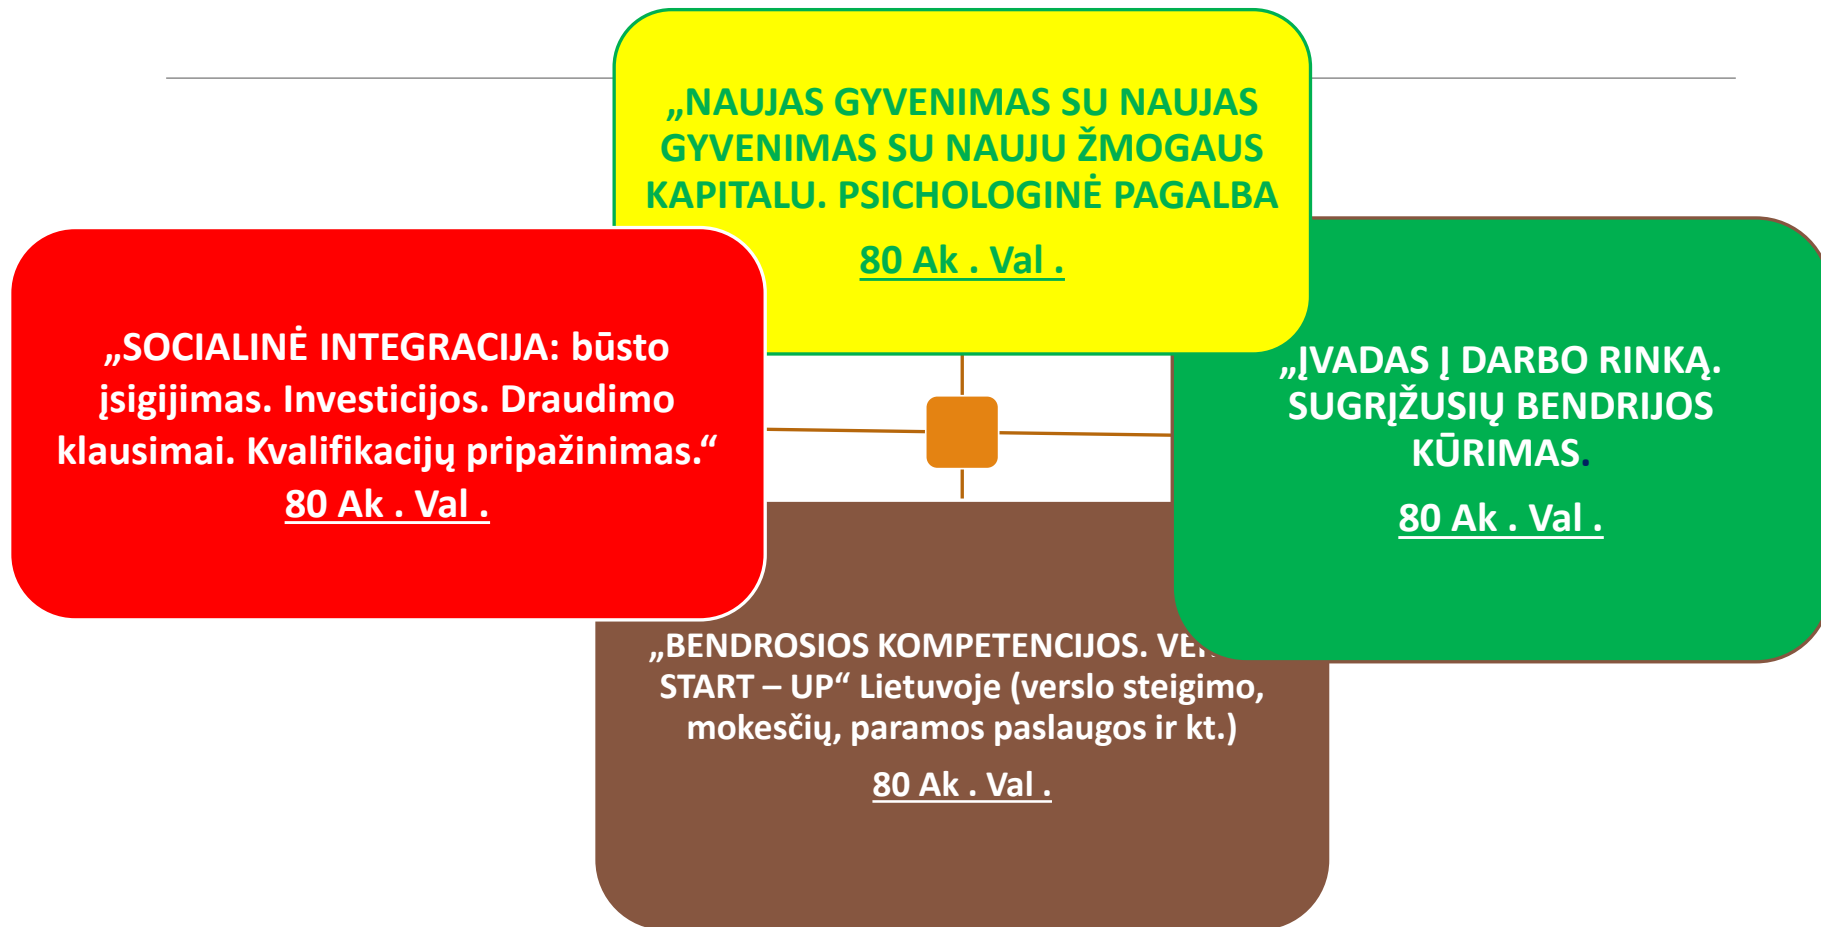 „NAUJAS GYVENIMAS SU NAUJAS
GYVENIMAS SU NAUJU ŽMOGAUS
KAPITALU. PSICHOLOGINĖ PAGALBA
80 Ak . Val .
„SOCIALINĖ INTEGRACIJA: būsto
įsigijimas. Investicijos. Draudimo
klausimai. Kvalifikacijų pripažinimas.“
80 Ak . Val .
„ĮVADAS Į DARBO RINKĄ.
SUGRĮŽUSIŲ BENDRIJOS
KŪRIMAS.
80 Ak . Val .
„BENDROSIOS KOMPETENCIJOS.
START – UP“ Lietuvoje (verslo steigimo,
mokesčių, paramos paslaugos ir kt.)
80 Ak . Val .